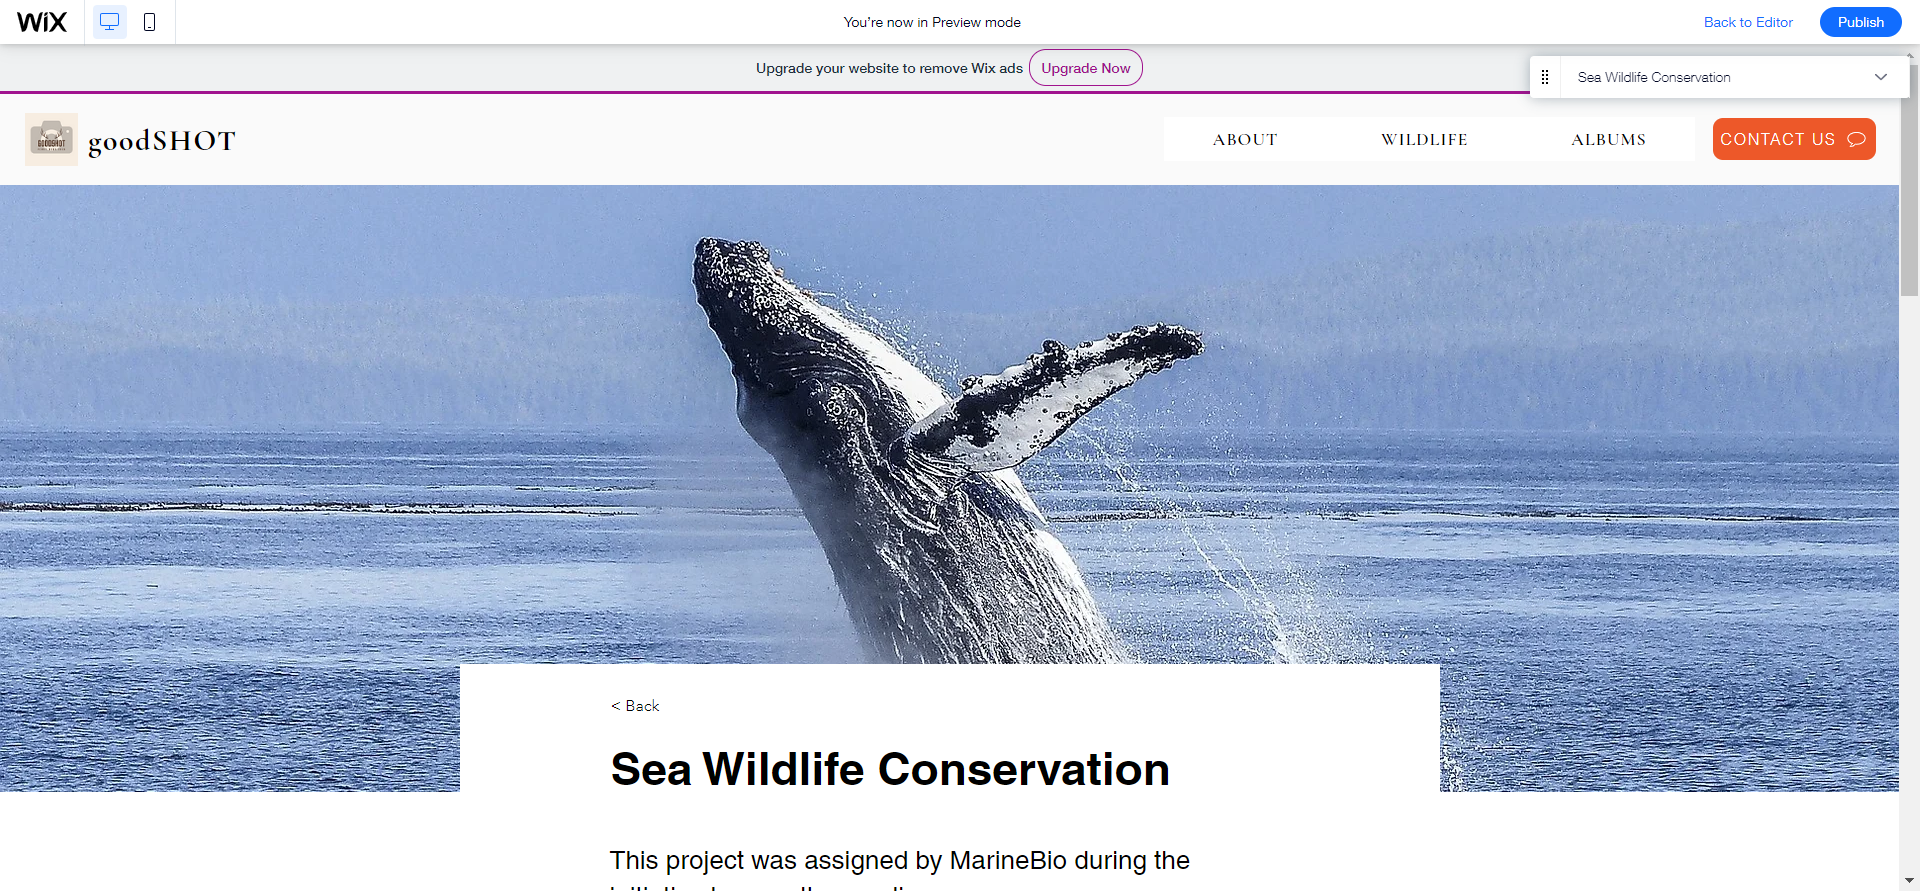 WiX
You're now in Preview mode
Back to Editor
Publish
Upgrade your website to remove Wix ads
Upgrade Now
Sea Wildlife Conservation
GOODSHOT
goodSHOT
ABOUT
WILDLIFE
ALBUMS
CONTACT US
< Back
Sea Wildlife Conservation
This project was assigned by MarineBio during the